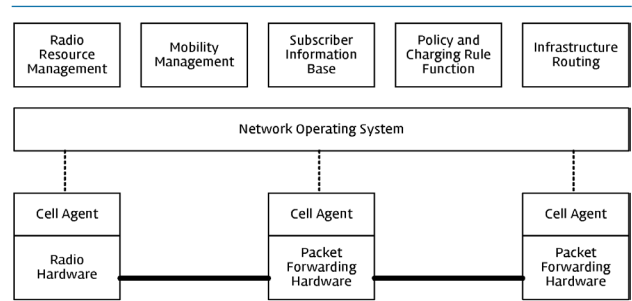 Radio
Resource
Management
Mobility
Management
Subscriber
Information
Base
Policy and
Charging Rule
Function
Infrastructure
Routing
Network Operating System
Cell Agent
Radio
Hardware
Cell Agent
Packet
Forwarding
Hardware
Cell Agent
Packet
Forwarding
Hardware